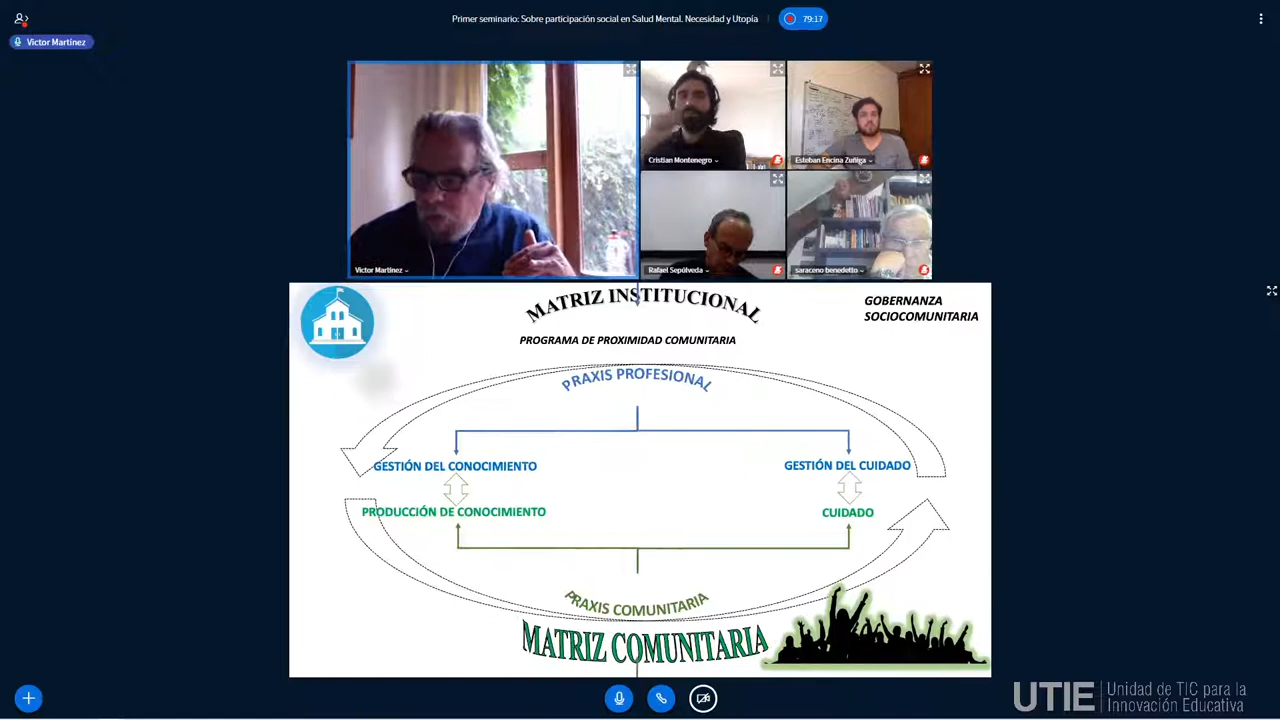 Primer seminario: Sobre participación social en Salud Mental. Necesidad y Utopía
79:17
Victor Martínez
Victor Martínez
Cristian Montenegro
Esteban Encina Zúñiga
Rafael Sepúlveda
saraceno benedetto
MATRIZ INSTITUCIONAL
GOBERNANZA
SOCIOCOMUNITARIA
PROGRAMA DE PROXIMIDAD COMUNITARIA
PRAXIS PROFESIONAL
GESTIÓN DEL CONOCIMIENTO
GESTIÓN DEL CUIDADO
PRODUCCIÓN DE CONOCIMIENTO
CUIDADO
PRAXIS COMUNITARIA
MATRIZ COMUNITARIA
UTIE
Unidad de TIC para la
Innovación Educativa